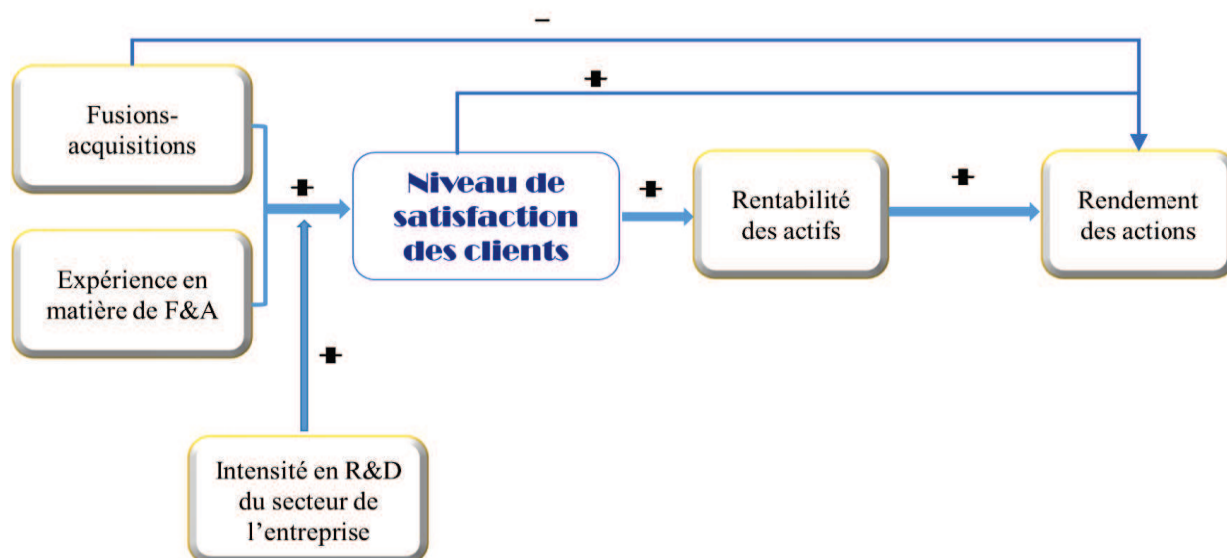 –
+
Fusions-
acquisitions
+
Niveau de
satisfaction
des clients
+
Rentabilité
des actifs
+
Rendement
des actions
+
Expérience en
matière de F&A
+
Intensité en R&D
du secteur de
l’entreprise